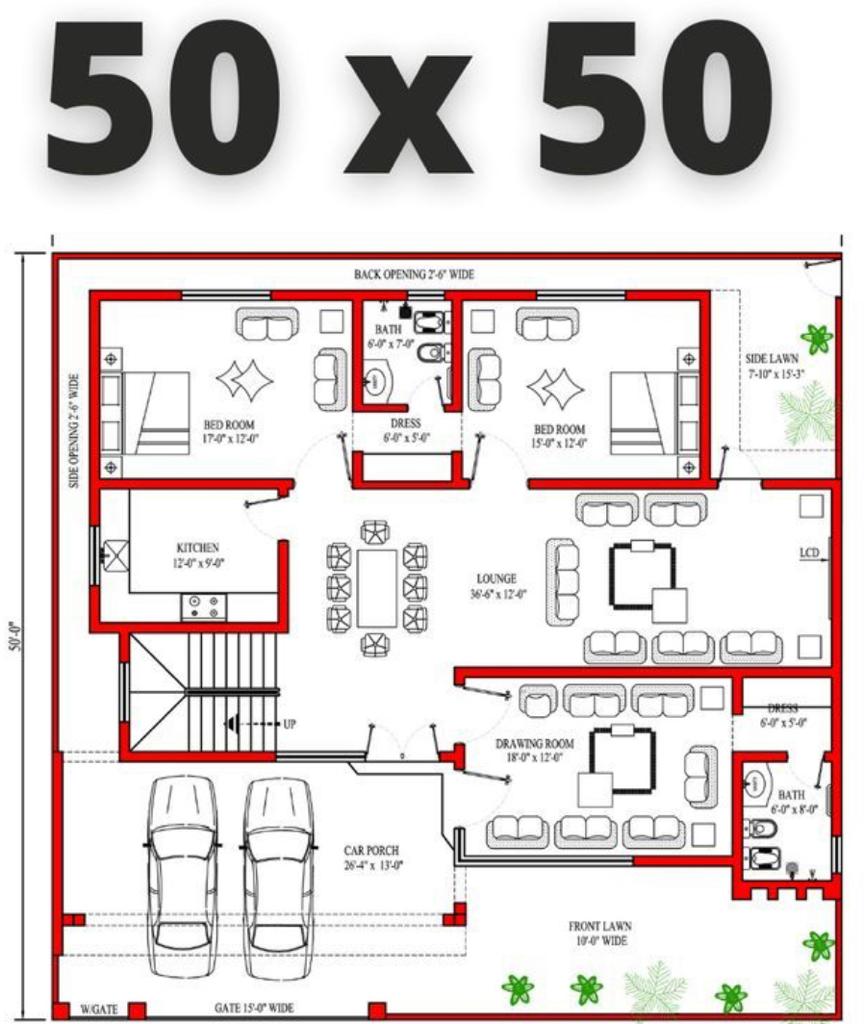 50 x 50
BACK OPENING 2'-6" WIDE
SIDE OPENING 2'-6" WIDE
BATH
6'-0" x 7'-0"
SIDE LAWN
7'-10" x 15'-3"
BED ROOM
17'-0" x 12'-0"
DRESS
6'-0" x 5'-0"
BED ROOM
15'-0" x 12'-0"
KITCHEN
12'-0" x 9'-0"
LOUNGE
36'-6" x 12'-0"
LCD
50'-0"
UP
DRAWING ROOM
18'-0" x 12'-0"
DRESS
6'-0" x 5'-0"
BATH
6'-0" x 8'-0"
CAR PORCH
26'-4" x 13'-0"
FRONT LAWN
10'-0" WIDE
W/GATE
GATE 15'-0" WIDE